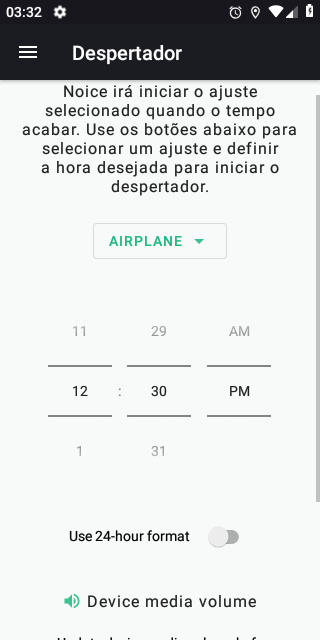 03:32
Despertador
Noice irá iniciar o ajuste
selecionado quando o tempo
acabar. Use os botões abaixo para
selecionar um ajuste e definir
a hora desejada para iniciar o
despertador.
AIRPLANE
11 29 AM
12 : 30 PM
1 31
Use 24-hour format
Device media volume